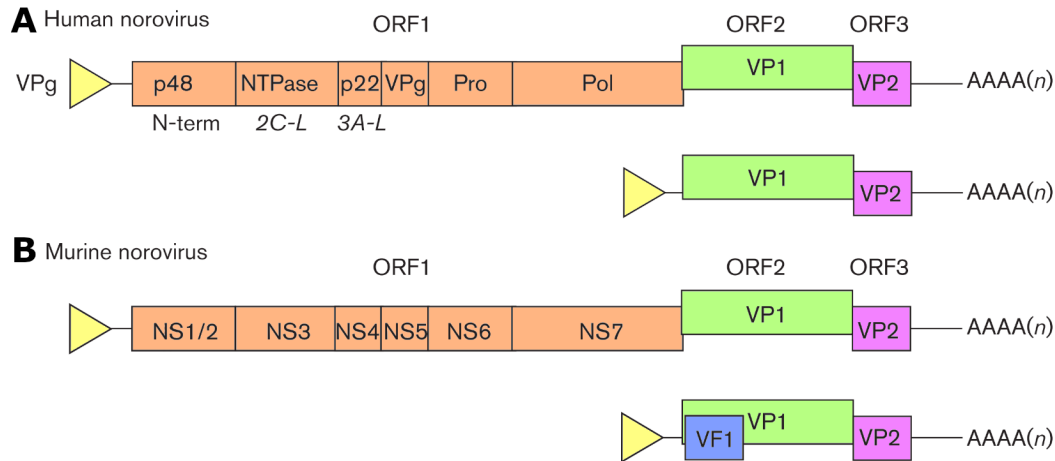 A Human norovirus
ORF1 ORF2 ORF3
VPg p48 NTPase p22 VPg Pro Pol VP1 VP2 AAAA(n)
N-term 2C-L 3A-L
VP1 VP2 AAAA(n)
B Murine norovirus
ORF1 ORF2 ORF3
NS1/2 NS3 NS4 NS5 NS6 NS7 VP1 VP2 AAAA(n)
VF1 VP1 VP2 AAAA(n)